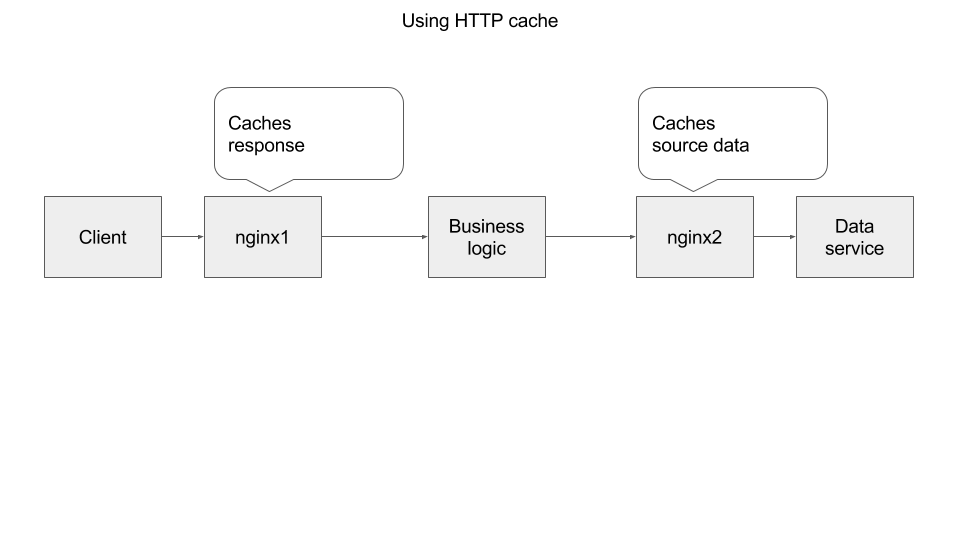 Using HTTP cache
Caches
response
Caches
source data
Client
nginx1
Business
logic
nginx2
Data
service